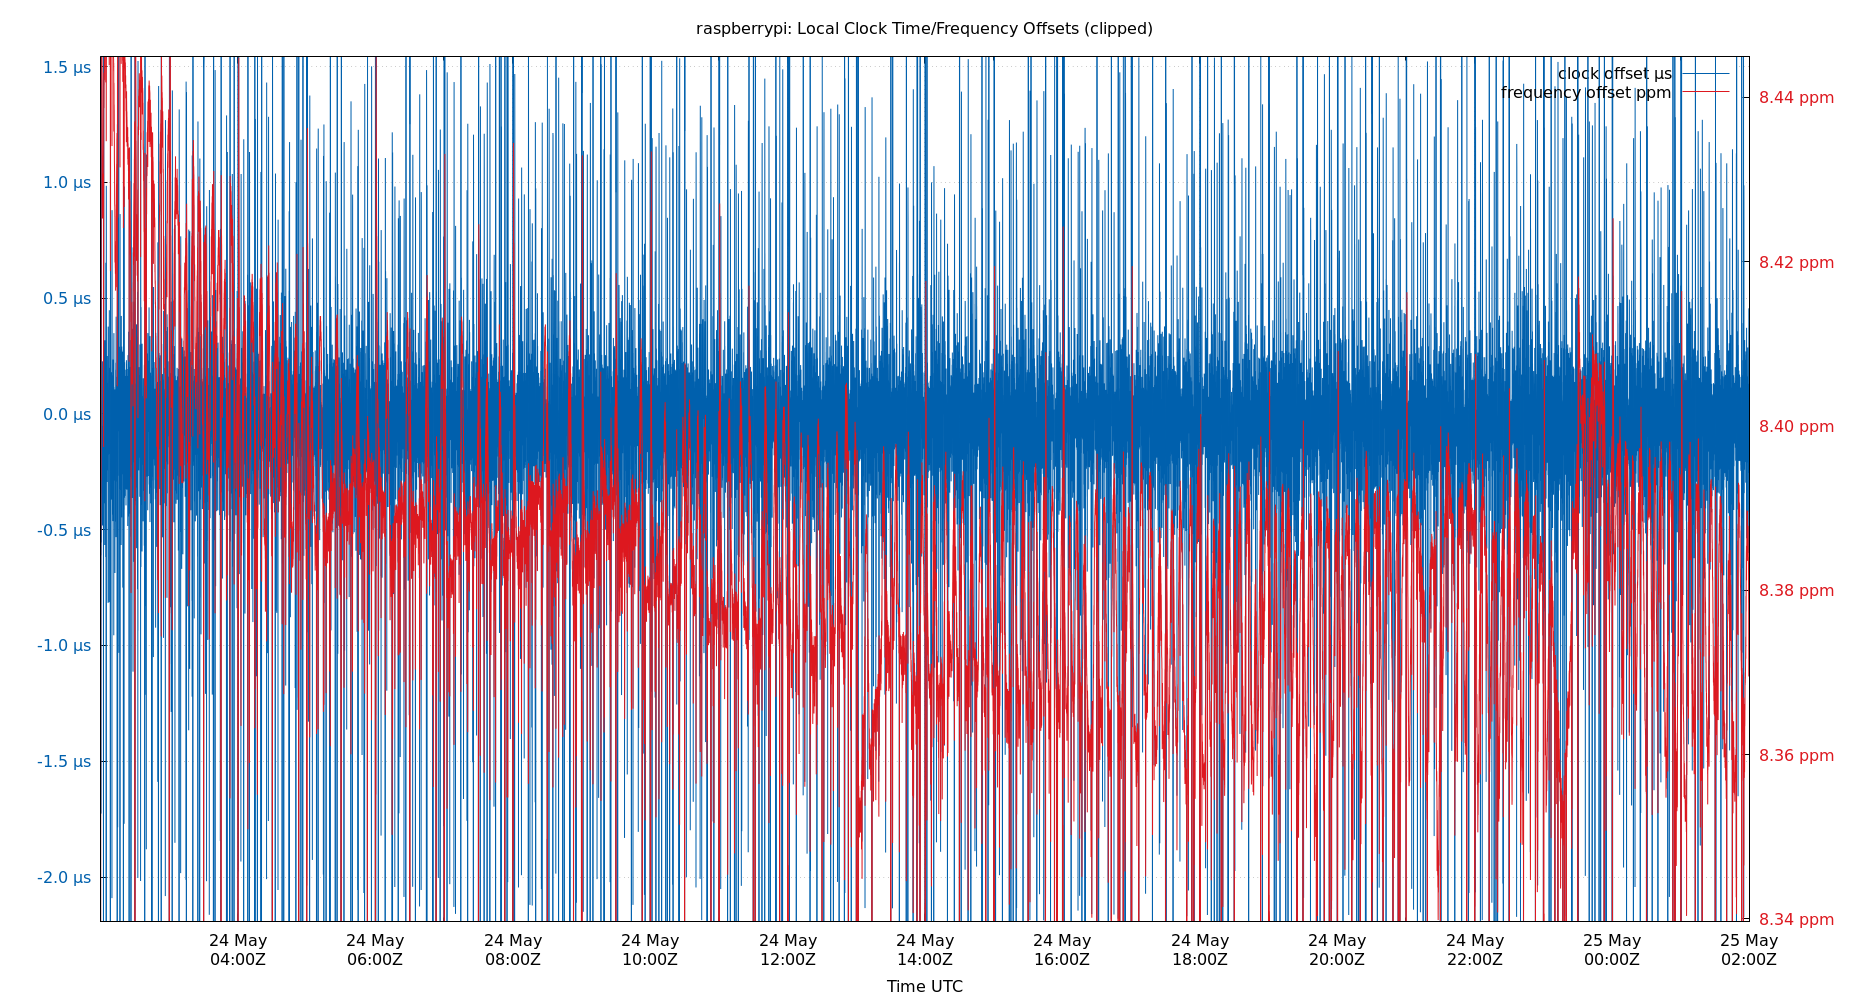 raspberrypi: Local Clock Time/Frequency Offsets (clipped)
clock offset µs
frequency offset ppm
1.5 µs
1.0 µs
0.5 µs
0.0 µs
-0.5 µs
-1.0 µs
-1.5 µs
-2.0 µs
8.44 ppm
8.42 ppm
8.40 ppm
8.38 ppm
8.36 ppm
8.34 ppm
24 May 24 May 24 May 24 May 24 May 24 May 24 May 24 May 24 May 24 May 25 May 25 May
04:00Z 06:00Z 08:00Z 10:00Z 12:00Z 14:00Z 16:00Z 18:00Z 20:00Z 22:00Z 00:00Z 02:00Z
Time UTC